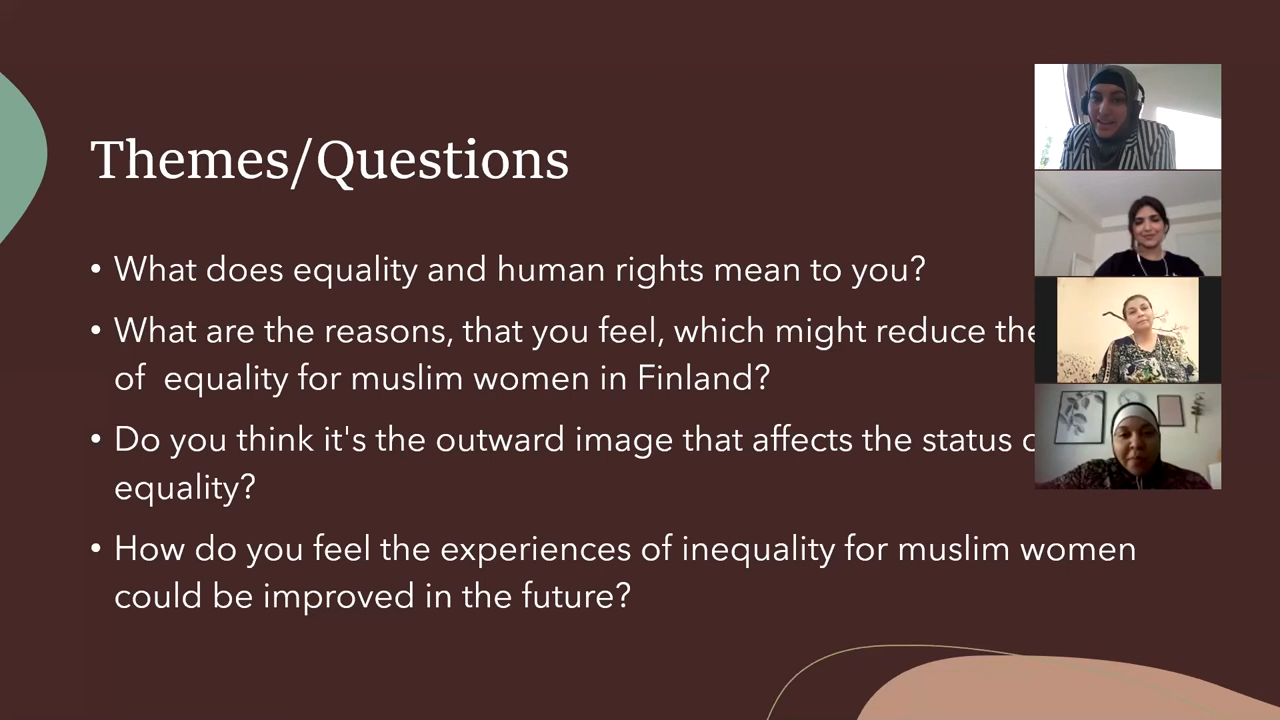 Themes/Questions
• What does equality and human rights mean to you?
• What are the reasons, that you feel, which might reduce the
of  equality for muslim women in Finland?
• Do you think it's the outward image that affects the status
equality?
• How do you feel the experiences of inequality for muslim women
could be improved in the future?